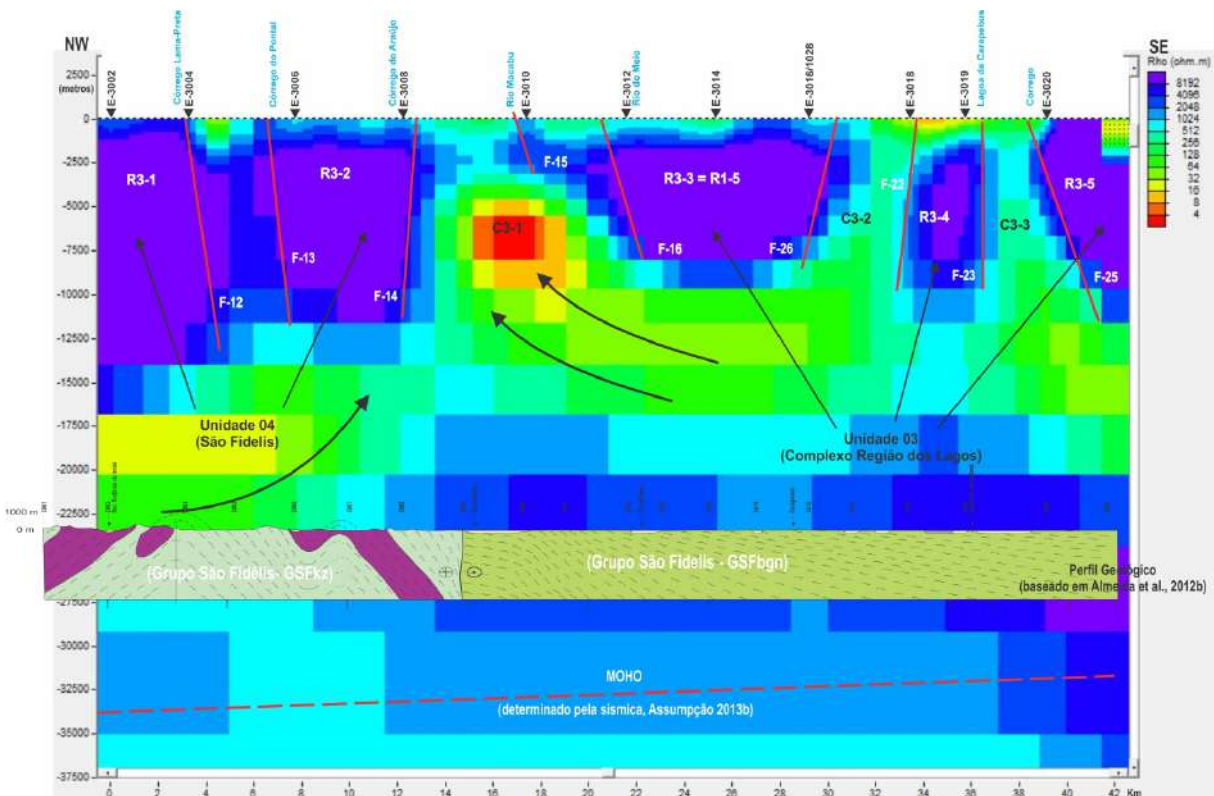 NW
SE
Rho (ohm.m)
Córrego Lama-Preta
Córrego do Pontal
Córrego do Araújo
Rio Macabu
Rio do Meio
Lagoa de Carapebus
Córrego
E-3002
E-3004
E-3006
E-3008
E-3010
E-3012
E-3014
E-3016/1028
E-3018
E-3019
E-3020
2500
(metros)
0
-2500
-5000
-7500
-10000
-12500
-15000
-17500
-20000
-22500
-27500
-30000
-32500
-35000
-37500
8192
4096
2048
1024
512
256
128
64
32
16
8
4
R3-1
R3-2
F-15
R3-3 = R1-5
F-22
C3-2
R3-4
C3-3
R3-5
C3-1
F-13
F-16
F-26
F-12
F-14
F-23
F-25
Unidade 04
(São Fidelis)
Unidade 03
(Complexo Região dos Lagos)
1000 m
0 m
(Grupo São Fidélis- GSFkz)
(Grupo São Fidélis - GSFbgn)
Perfil Geológico
(baseado em Almeida et al., 2012b)
MOHO
(determinado pela sísmica, Assumpção 2013b)
0 2 4 6 8 10 12 14 16 18 20 22 24 26 28 30 32 34 36 38 40 42 Km